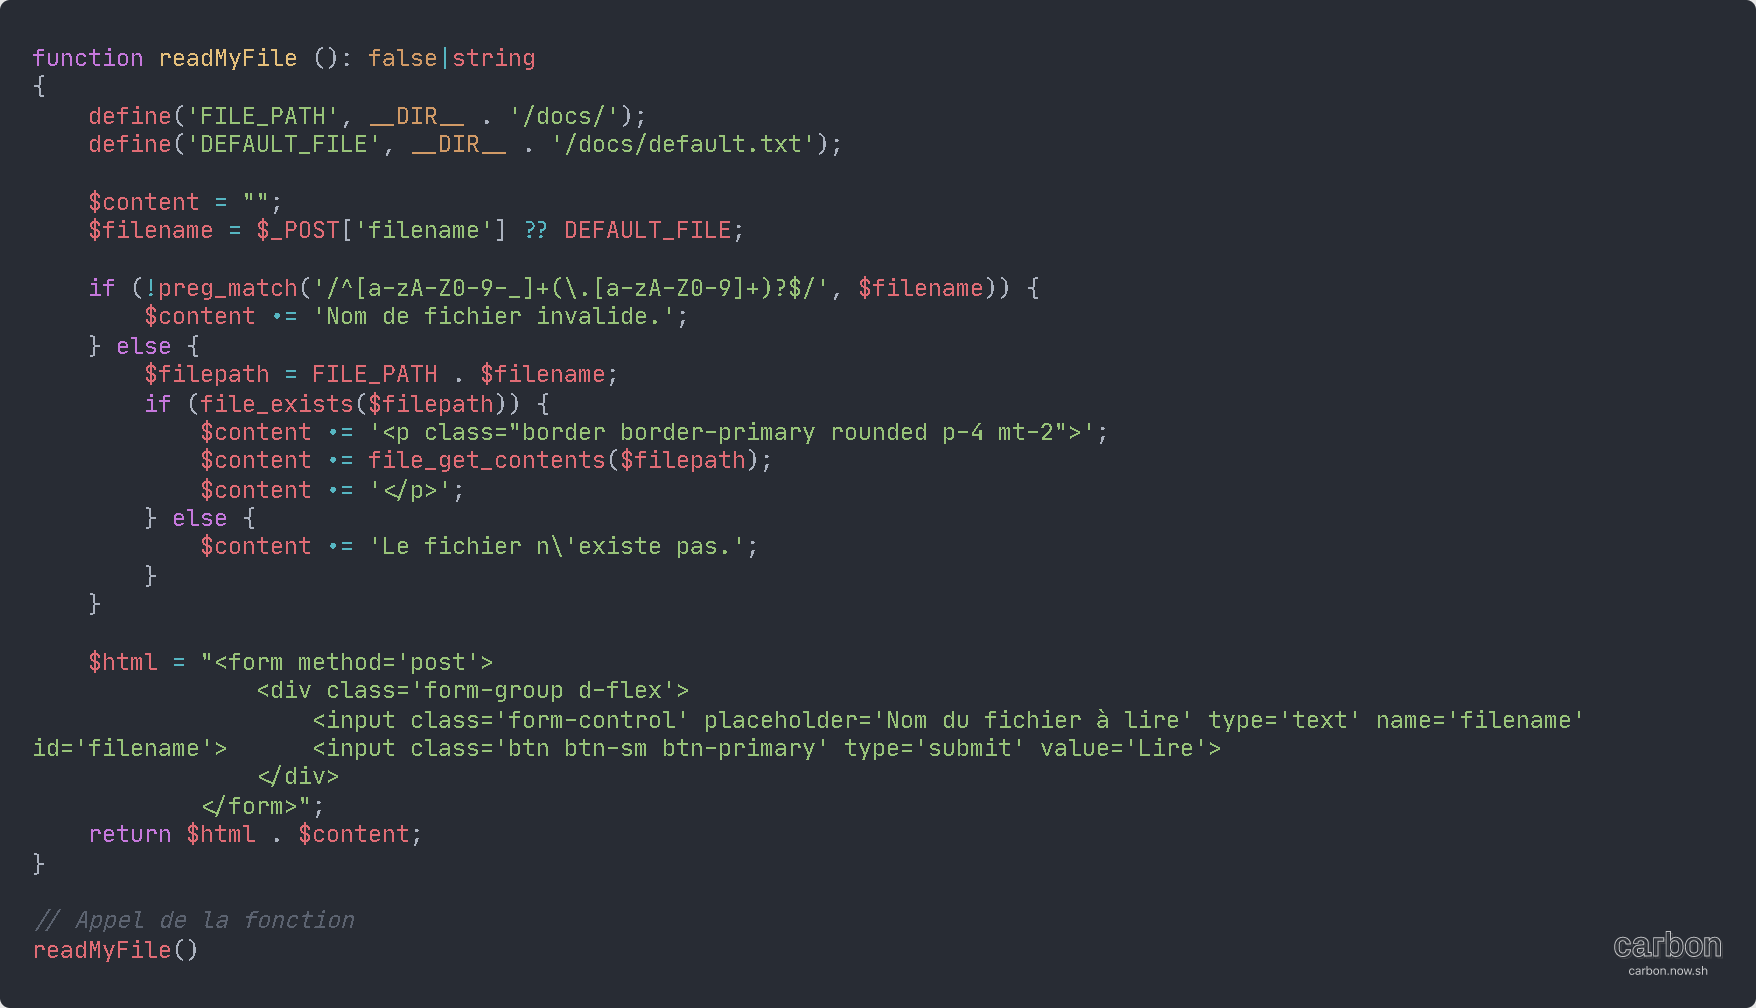 function readMyFile (): false|string
{
    define('FILE_PATH', __DIR__ . '/docs/');
    define('DEFAULT_FILE', __DIR__ . '/docs/default.txt');

    $content = "";
    $filename = $_POST['filename'] ?? DEFAULT_FILE;

    if (!preg_match('/^[a-zA-Z0-9-_]+(\.[a-zA-Z0-9]+)?$/', $filename)) {
        $content .= 'Nom de fichier invalide.';
    } else {
        $filepath = FILE_PATH . $filename;
        if (file_exists($filepath)) {
            $content .= '<p class="border border-primary rounded p-4 mt-2">';
            $content .= file_get_contents($filepath);
            $content .= '</p>';
        } else {
            $content .= 'Le fichier n\'existe pas.';
        }
    }

    $html = "<form method='post'>
                <div class='form-group d-flex'>
                    <input class='form-control' placeholder='Nom du fichier à lire' type='text' name='filename'
id='filename'>      <input class='btn btn-sm btn-primary' type='submit' value='Lire'>
                </div>
            </form>";
    return $html . $content;
}

// Appel de la fonction
readMyFile()
carbon
carbon.now.sh